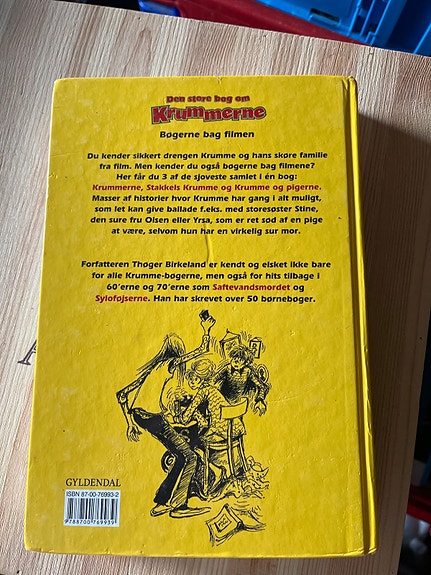 Den store bog om
Krummerne
Bøgerne bag filmen
Du kender sikkert drengen Krumme og hans skøre familie
fra film. Men kender du også bøgerne bag filmene?
Her får du 3 af de sjoveste samlet i én bog:
Krummerne, Stakkels Krumme og Krumme og pigerne.
Masser af historier hvor Krumme har gang i alt muligt,
som let kan give ballade f.eks. med storesøster Stine,
den sure fru Olsen eller Yrsa, som er ret sød af en pige
at være, selvom hun har en virkelig sur mor.
Forfatteren Thøger Birkeland er kendt og elsket ikke bare
for alle Krumme-bøgerne, men også for hits tilbage i
60'erne og 70'erne som Saftevandsmordet og
Syløjserne. Han har skrevet over 50 børnebøger.
GYLDENDAL
ISBN 87-00-76993-2
9788700769939